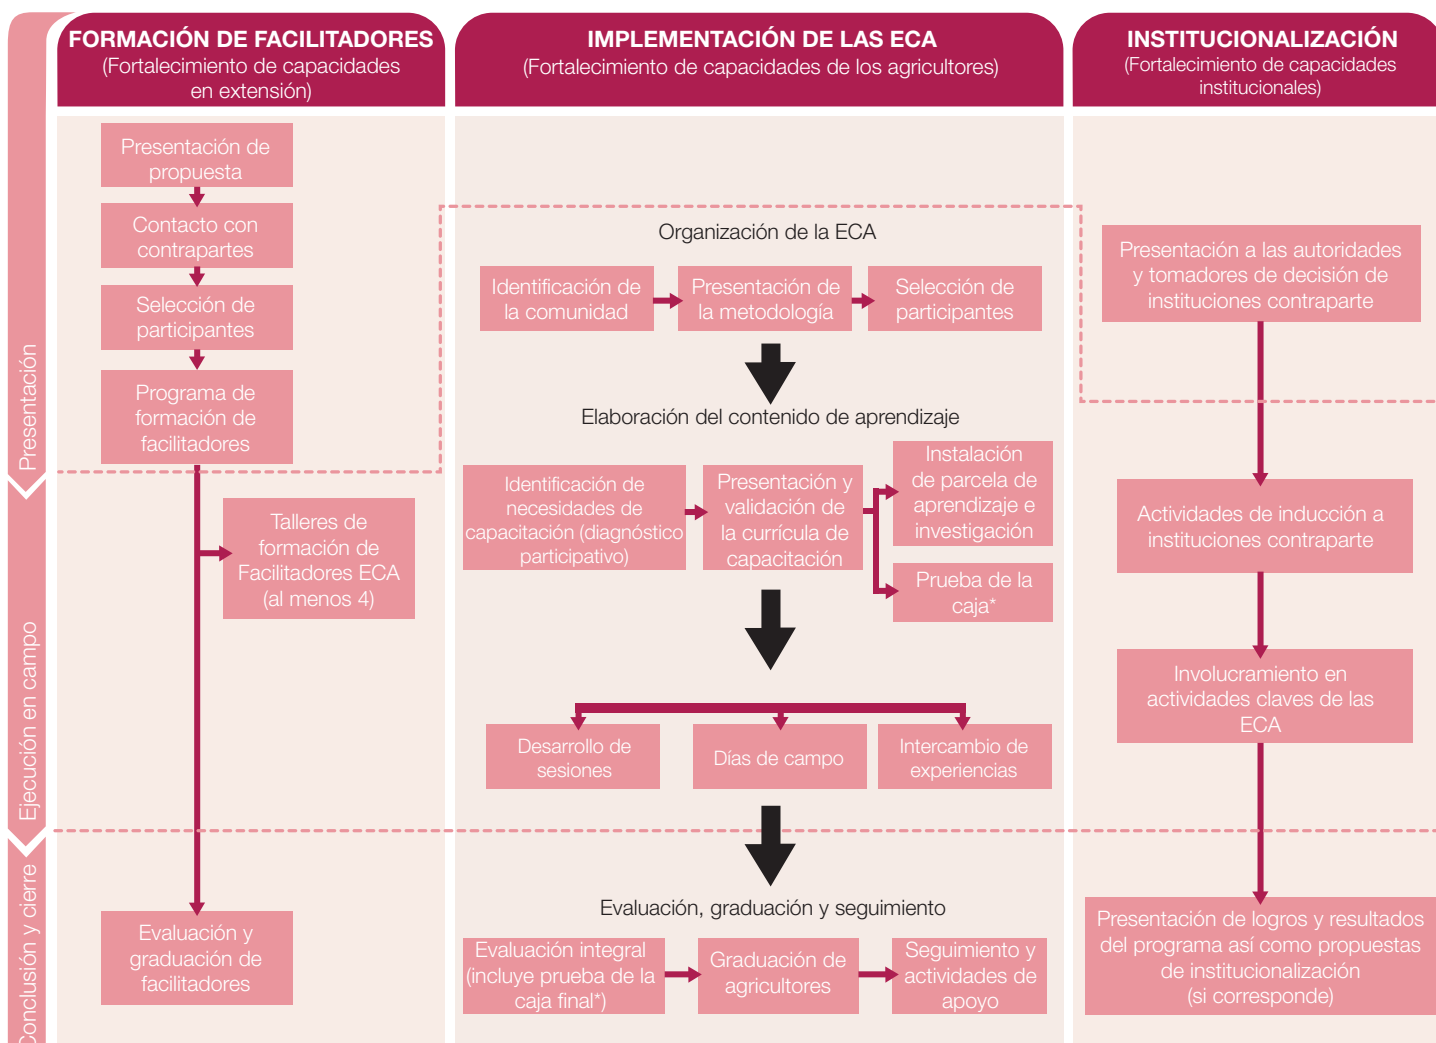 FORMACIÓN DE FACILITADORES
(Fortalecimiento de capacidades
en extensión)
IMPLEMENTACIÓN DE LAS ECA
(Fortalecimiento de capacidades de los agricultores)
INSTITUCIONALIZACIÓN
(Fortalecimiento de capacidades
institucionales)
Presentación
Ejecución en campo
Conclusión y cierre
Presentación de
propuesta
Contacto con
contrapartes
Selección de
participantes
Programa de
formación de
facilitadores
Talleres de
formación de
Facilitadores ECA
(al menos 4)
Evaluación y
graduación de
facilitadores
Organización de la ECA
Identificación de
la comunidad
Presentación de
la metodología
Selección de
participantes
Elaboración del contenido de aprendizaje
Identificación de
necesidades de
capacitación (diagnóstico
participativo)
Presentación y
validación de
la currícula de
capacitación
Instalación
de parcela de
aprendizaje e
investigación
Prueba de la
caja*
Desarrollo de
sesiones
Días de campo
Intercambio de
experiencias
Evaluación, graduación y seguimiento
Evaluación integral
(incluye prueba de la
caja final*)
Graduación de
agricultores
Seguimiento y
actividades de
apoyo
Presentación a las autoridades
y tomadores de decisión de
instituciones contraparte
Actividades de inducción a
instituciones contraparte
Involucramiento en
actividades claves de las
ECA
Presentación de logros y resultados
del programa así como propuestas
de institucionalización
(si corresponde)